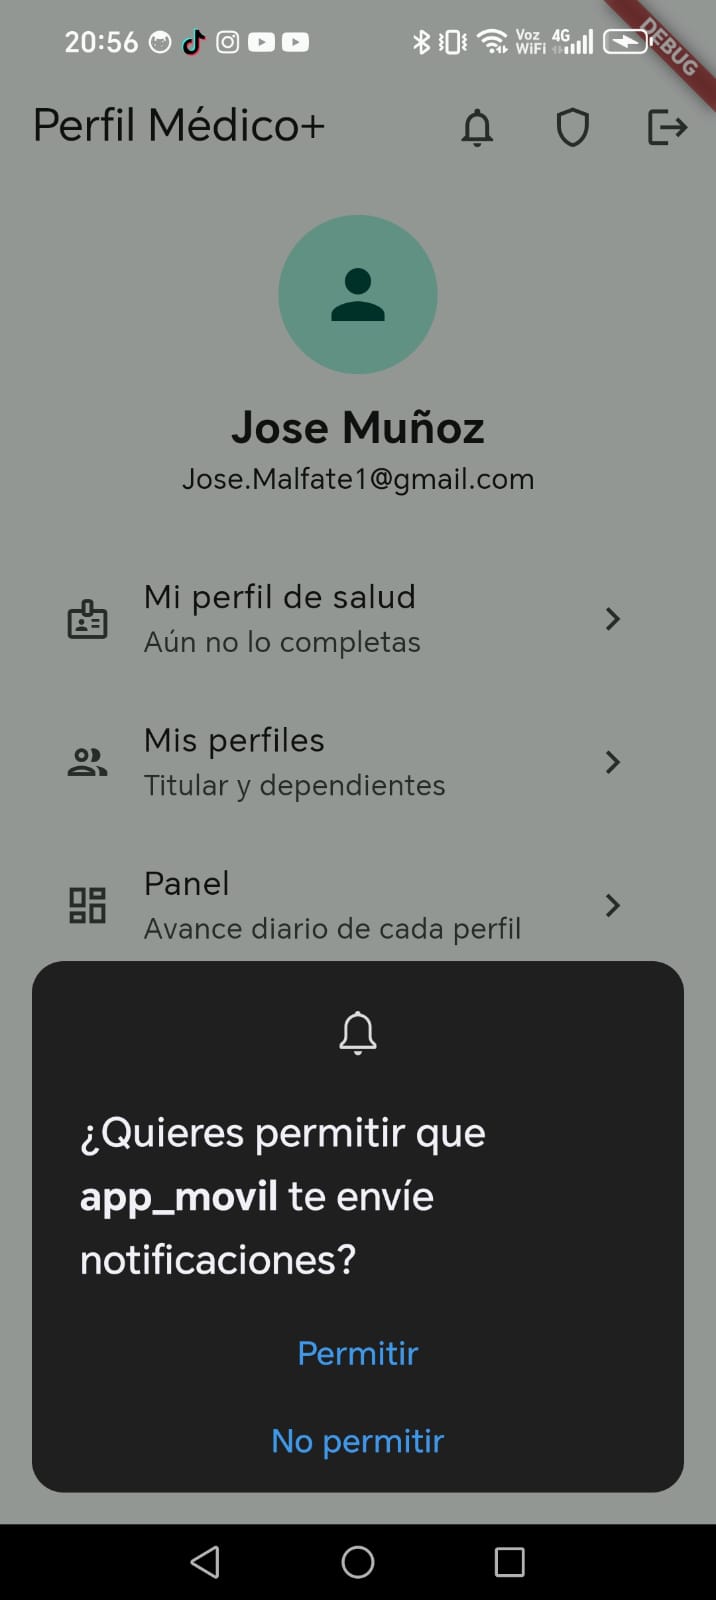 20:56
Voz
WiFi
4G
DEBUG
Perfil Médico+
Jose Muñoz
Jose.Malfate1@gmail.com
Mi perfil de salud
Aún no lo completas
Mis perfiles
Titular y dependientes
Panel
Avance diario de cada perfil
¿Quieres permitir que
app_movil te envíe
notificaciones?
Permitir
No permitir